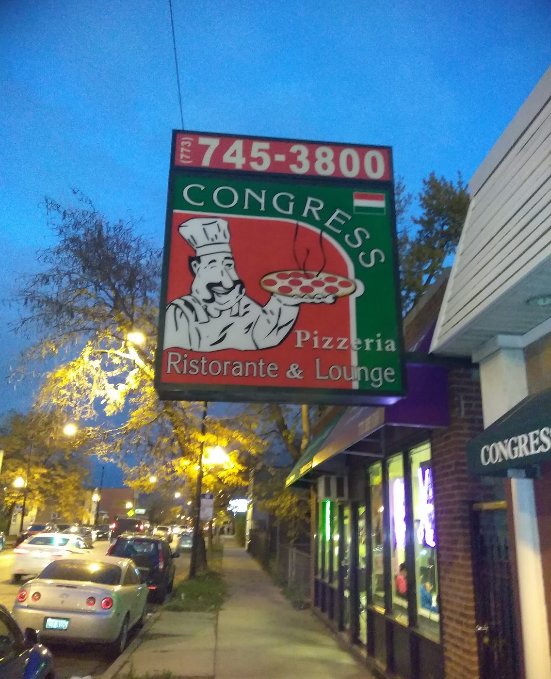 (773) 745-3800
CONGRESS
Pizzeria
Ristorante & Lounge
CONGRESS